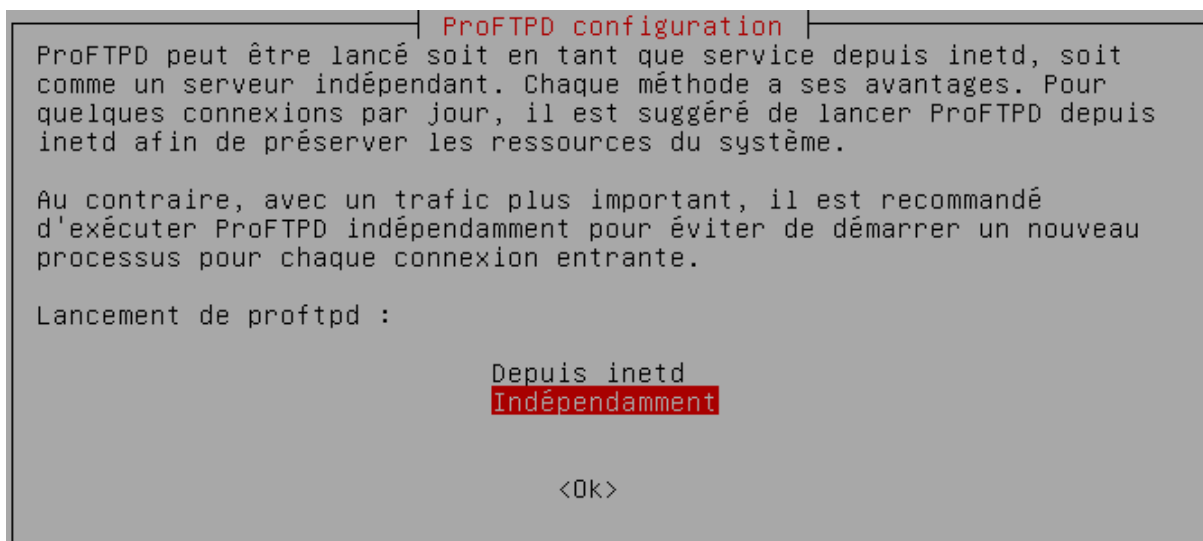 ProFTPD configuration
ProFTPD peut être lancé soit en tant que service depuis inetd, soit
comme un serveur indépendant. Chaque méthode a ses avantages. Pour
quelques connexions par jour, il est suggéré de lancer ProFTPD depuis
inetd afin de préserver les ressources du système.
Au contraire, avec un trafic plus important, il est recommandé
d'exécuter ProFTPD indépendamment pour éviter de démarrer un nouveau
processus pour chaque connexion entrante.
Lancement de proftpd :
Depuis inetd
Indépendamment
<Ok>